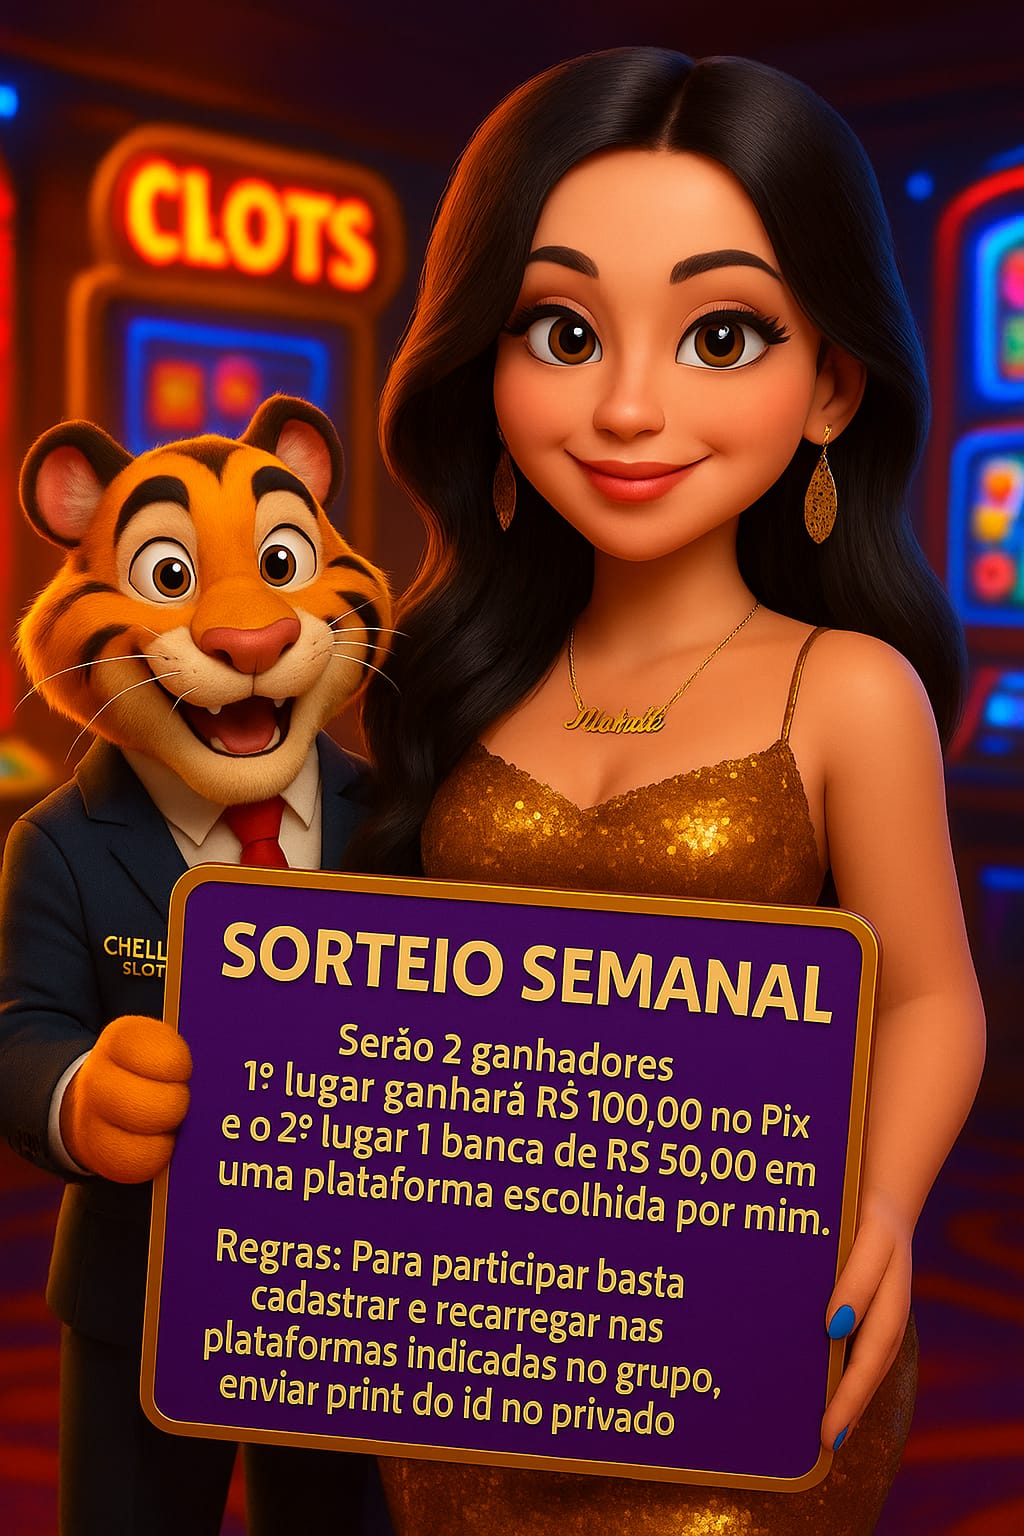 CLOTS
CHELL
SLOT
SORTEIO SEMANAL
Serão 2 ganhadores
1º lugar ganhará R$ 100,00 no Pix
e o 2º lugar 1 banca de RS 50,00 em
uma plataforma escolhida por mim.
Regras: Para participar basta
cadastrar e recarregar nas
plataformas indicadas no grupo,
enviar print do id no privado